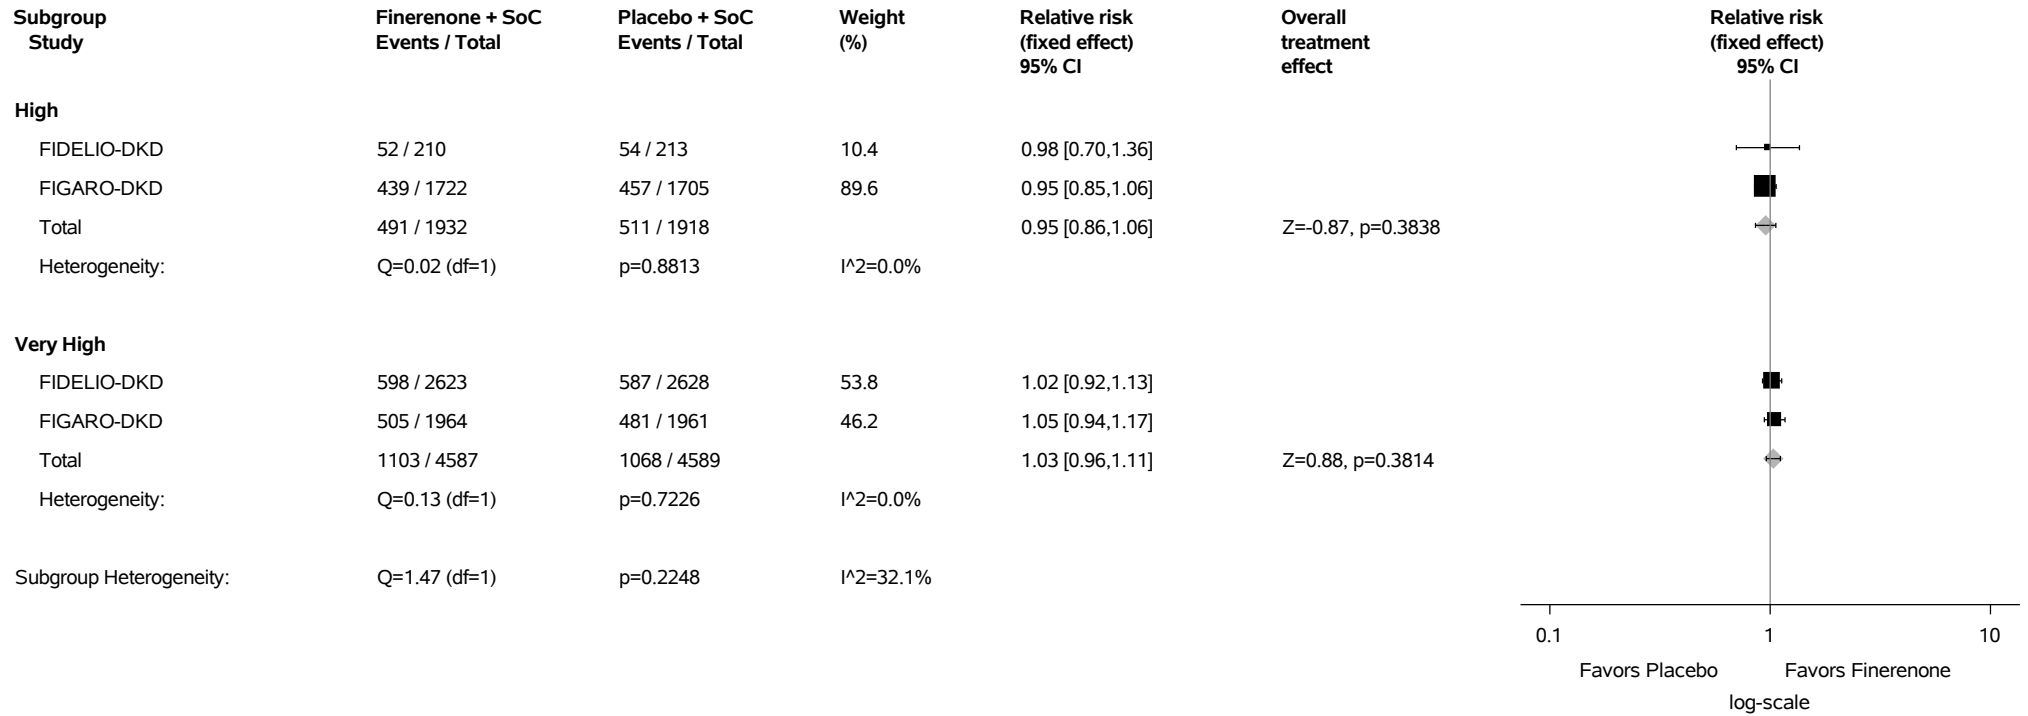 Subgroup Finerenone + SoC Placebo + SoC Weight Relative risk Overall Relative risk
Study Events / Total Events / Total (%) (fixed effect) treatment (fixed effect)
95% CI effect 95% CI
High
FIDELIO-DKD 52 / 210 54 / 213 10.4 0.98 [0.70,1.36]
FIGARO-DKD 439 / 1722 457 / 1705 89.6 0.95 [0.85,1.06]
Total 491 / 1932 511 / 1918 0.95 [0.86,1.06] Z=-0.87, p=0.3838
Heterogeneity: Q=0.02 (df=1) p=0.8813 I^2=0.0%
Very High
FIDELIO-DKD 598 / 2623 587 / 2628 53.8 1.02 [0.92,1.13]
FIGARO-DKD 505 / 1964 481 / 1961 46.2 1.05 [0.94,1.17]
Total 1103 / 4587 1068 / 4589 1.03 [0.96,1.11] Z=0.88, p=0.3814
Heterogeneity: Q=0.13 (df=1) p=0.7226 I^2=0.0%
Subgroup Heterogeneity: Q=1.47 (df=1) p=0.2248 I^2=32.1%
0.1 1 10
Favors Placebo Favors Finerenone
log-scale